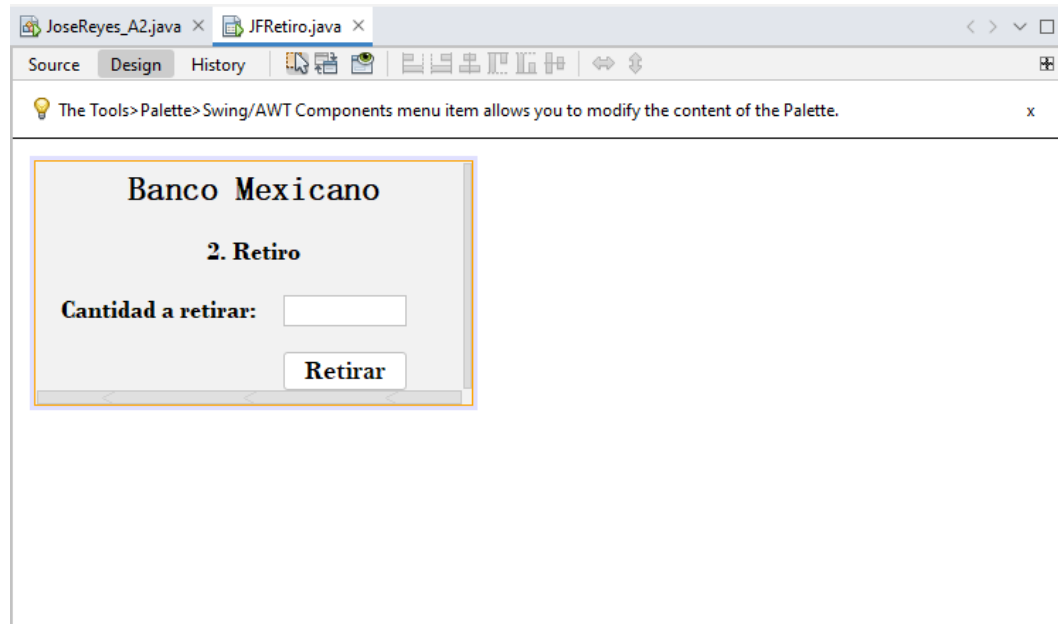 JoseReyes_A2.java JFRetiro.java
Source Design History
The Tools>Palette>Swing/AWT Components menu item allows you to modify the content of the Palette. x
Banco Mexicano
2. Retiro
Cantidad a retirar:
Retirar